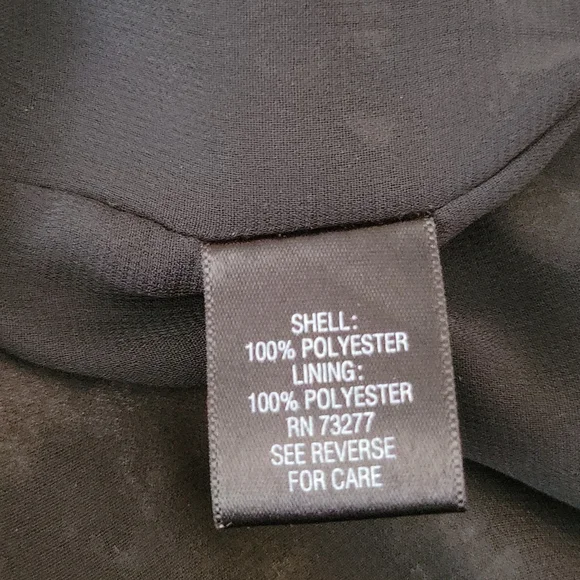 SHELL:
100% POLYESTER
LINING:
100% POLYESTER
RN 73277
SEE REVERSE
FOR CARE